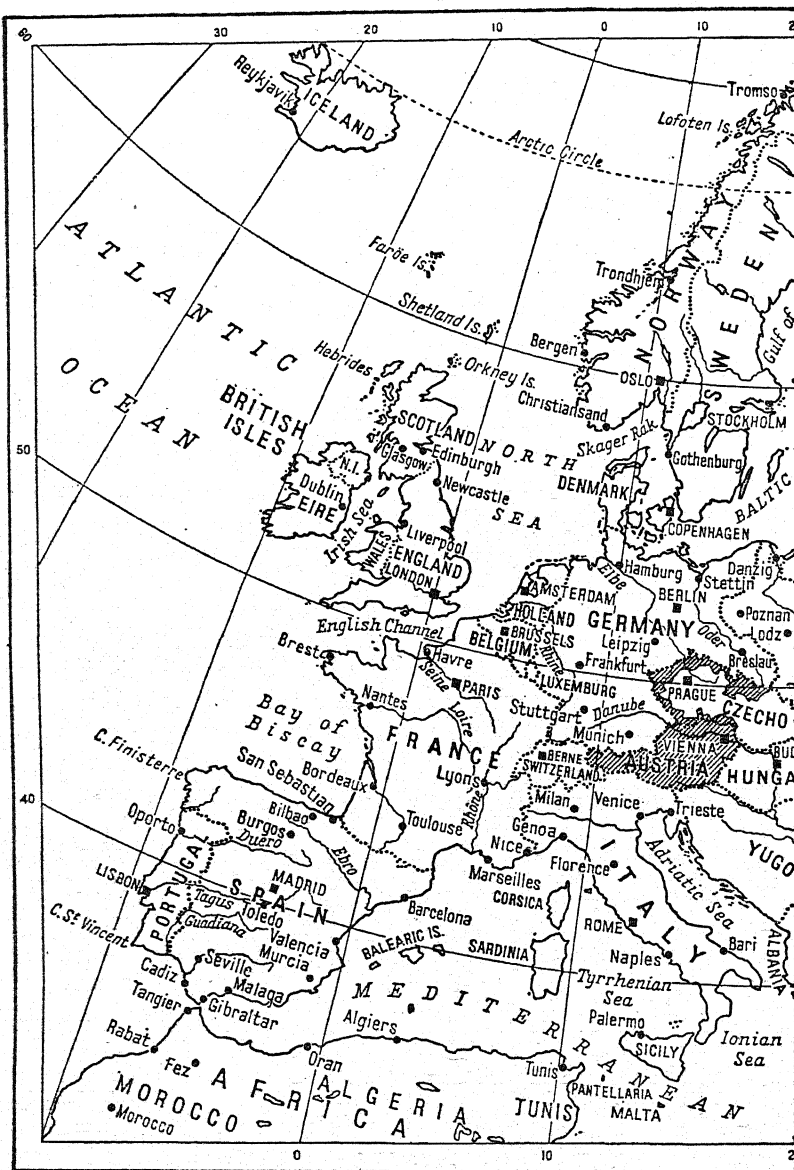 60
30
20
10
0
10
2
Reykjavik
ICELAND
Tromso
Lofoten Is.
Arctic Circle
ATLANTIC
OCEAN
Faröe Is.
Shetland Is.
Trondhjem
NORWAY
SWEDEN
Gulf of
Hebrides
Orkney Is.
Bergen
OSLO
Christiansand
STOCKHOLM
BRITISH
ISLES
SCOTLAND
NORTH
SEA
Skager Rak
Glasgow
Edinburgh
Gothenburg
50
N.I.
Newcastle
DENMARK
Dublin
EIRE
Irish Sea
BALTIC
COPENHAGEN
Liverpool
WALES
ENGLAND
LONDON
Hamburg
Danzig
Stettin
Elbe
AMSTERDAM
BERLIN
HOLLAND
GERMANY
Poznan
Oder
Lodz
English Channel
BRUSSELS
BELGIUM
Leipzig
Rhine
Brest
Havre
Frahkfurt
Breslau
Seine
PARIS
LUXEMBURG
PRAGUE
CZECHO
Nantes
Loire
Stuttgart
Danube
Munich
VIENNA
BUD
Bay of
Biscay
FRANCE
BERNE
SWITZERLAND
AUSTRIA
HUNGA
C. Finisterre
San Sebastian
Bordeaux
Lyons
Rhône
Milan
Venice
Trieste
40
Oporto
Bilbao
Burgos
Duero
Ebro
Toulouse
Genoa
Nice
Marseilles
Florence
ITALY
YUGO
Adriatic Sea
LISBON
PORTUGAL
MADRID
SPAIN
Tagus
Toledo
Guadiana
Barcelona
CORSICA
ROME
Bari
ALBANIA
C. St Vincent
Valencia
Murcia
BALEARIC IS.
SARDINIA
Naples
Seville
Cadiz
Malaga
Tangier
Gibraltar
MEDITERRANEAN
Tyrrhenian
Sea
Algiers
Palermo
Ionian
Sea
SICILY
Rabat
Fez
Oran
Tunis
PANTELLARIA
MALTA
AFRICA
ALGERIA
TUNIS
MOROCCO
Morocco
0
10
2